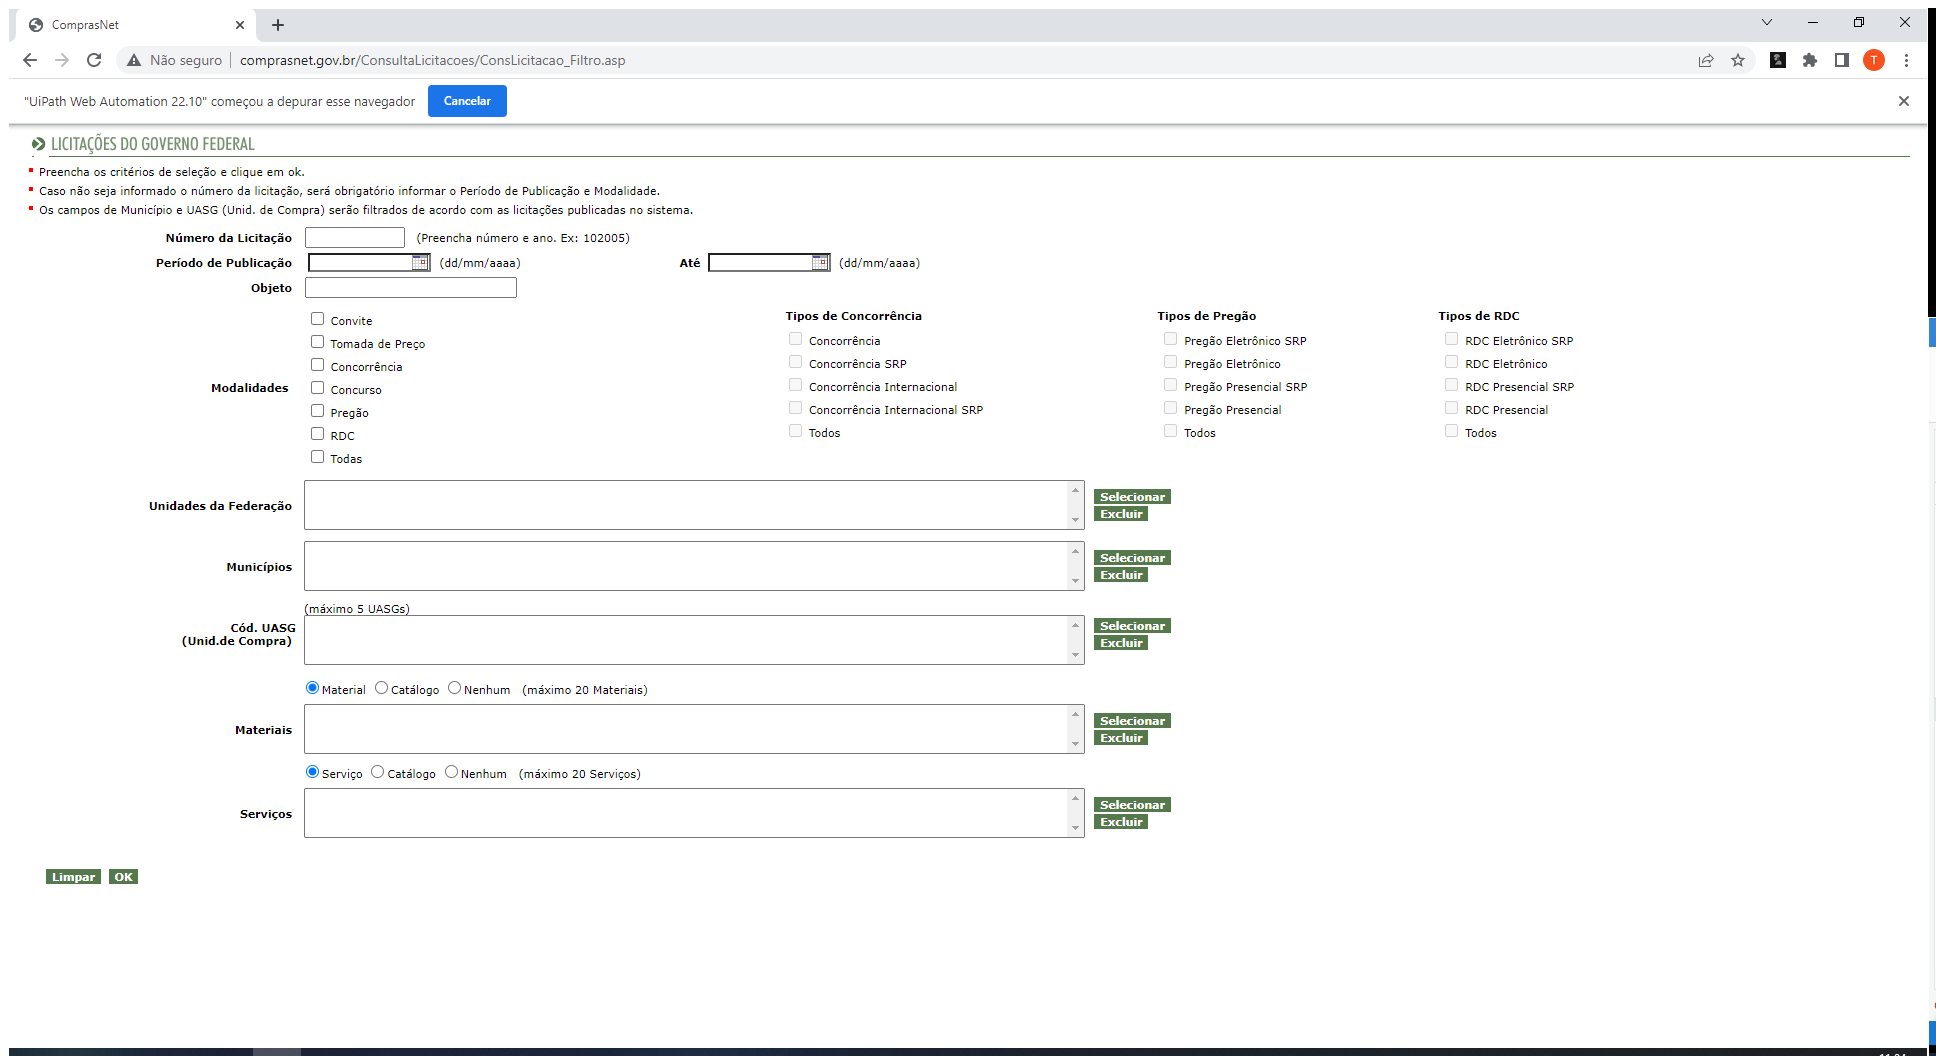 ComprasNet
Não seguro | comprasnet.gov.br/ConsultaLicitacoes/ConsLicitacao_Filtro.asp
T
"UiPath Web Automation 22.10" começou a depurar esse navegador Cancelar
LICITAÇÕES DO GOVERNO FEDERAL
Preencha os critérios de seleção e clique em ok.
Caso não seja informado o número da licitação, será obrigatório informar o Período de Publicação e Modalidade.
Os campos de Município e UASG (Unid. de Compra) serão filtrados de acordo com as licitações publicadas no sistema.
Número da Licitação (Preencha número e ano. Ex: 102005)
Período de Publicação (dd/mm/aaaa) Até (dd/mm/aaaa)
Objeto
Modalidades
Convite
Tomada de Preço
Concorrência
Concurso
Pregão
RDC
Todas
Tipos de Concorrência
Concorrência
Concorrência SRP
Concorrência Internacional
Concorrência Internacional SRP
Todos
Tipos de Pregão
Pregão Eletrônico SRP
Pregão Eletrônico
Pregão Presencial SRP
Pregão Presencial
Todos
Tipos de RDC
RDC Eletrônico SRP
RDC Eletrônico
RDC Presencial SRP
RDC Presencial
Todos
Unidades da Federação
Selecionar
Excluir
Municípios
Selecionar
Excluir
(máximo 5 UASGs)
Cód. UASG
(Unid.de Compra)
Selecionar
Excluir
Material Catálogo Nenhum (máximo 20 Materiais)
Materiais
Selecionar
Excluir
Serviço Catálogo Nenhum (máximo 20 Serviços)
Serviços
Selecionar
Excluir
Limpar OK